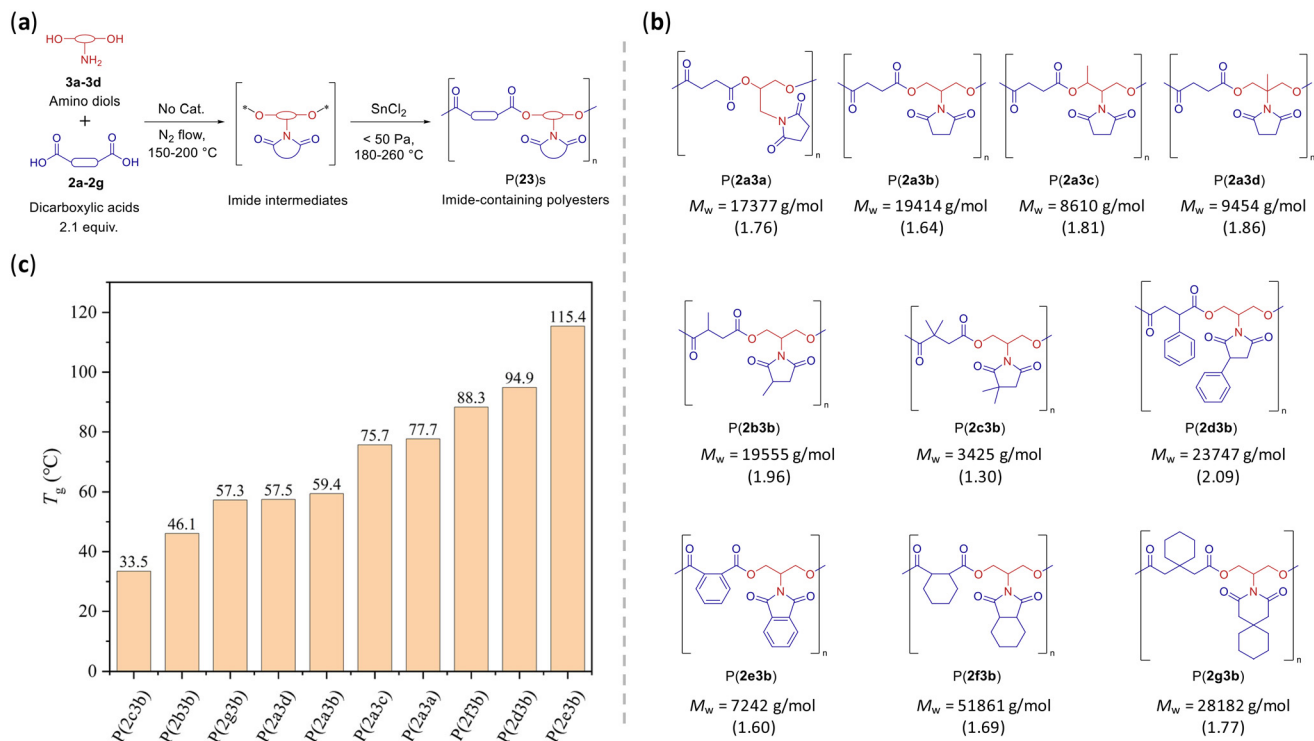 (a)
HO OH
NH2
3a-3d
Amino diols
+
HO O O OH
2a-2g
Dicarboxylic acids
2.1 equiv.
No Cat.
N2 flow,
150-200 °C
* O O *
N
O O
Imide intermediates
SnCl2
< 50 Pa,
180-260 °C
O O
O O
N
O O
n
P(23)s
Imide-containing polyesters
(b)
O O O O
N O O
n
P(2a3a)
Mw = 17377 g/mol
(1.76)
O O O O
O N O
n
P(2a3b)
Mw = 19414 g/mol
(1.64)
O O O O
O N O
n
P(2a3c)
Mw = 8610 g/mol
(1.81)
O O O O
O N O
n
P(2a3d)
Mw = 9454 g/mol
(1.86)
O O O O
O N O
n
P(2b3b)
Mw = 19555 g/mol
(1.96)
O O O O
O N O
n
P(2c3b)
Mw = 3425 g/mol
(1.30)
O O O O
O N O
n
P(2d3b)
Mw = 23747 g/mol
(2.09)
O O O O
O N O
n
P(2e3b)
Mw = 7242 g/mol
(1.60)
O O O O
O N O
n
P(2f3b)
Mw = 51861 g/mol
(1.69)
O O O O
O N O
n
P(2g3b)
Mw = 28182 g/mol
(1.77)
(c)
Tg (°C)
120
100
80
60
40
20
0
33.5
46.1
57.3
57.5
59.4
75.7
77.7
88.3
94.9
115.4
P(2c3b)
P(2b3b)
P(2g3b)
P(2a3d)
P(2a3b)
P(2a3c)
P(2a3a)
P(2f3b)
P(2d3b)
P(2e3b)